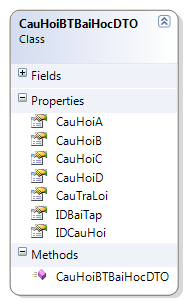 CauHoiBTBaiHocDTO
Class
Fields
Properties
CauHoiA
CauHoiB
CauHoiC
CauHoiD
CauTraLoi
IDBaiTap
IDCauHoi
Methods
CauHoiBTBaiHocDTO